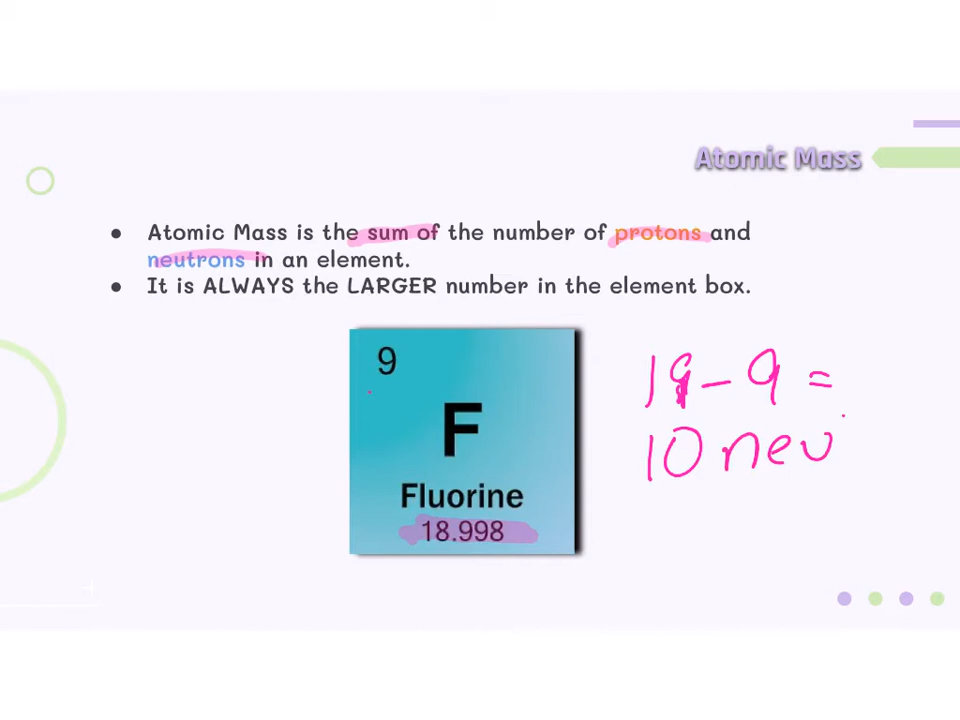 Atomic Mass
● Atomic Mass is the sum of the number of protons and
neutrons in an element.
● It is ALWAYS the LARGER number in the element box.
9
F
Fluorine
18.998
19 - 9 =
10 neu